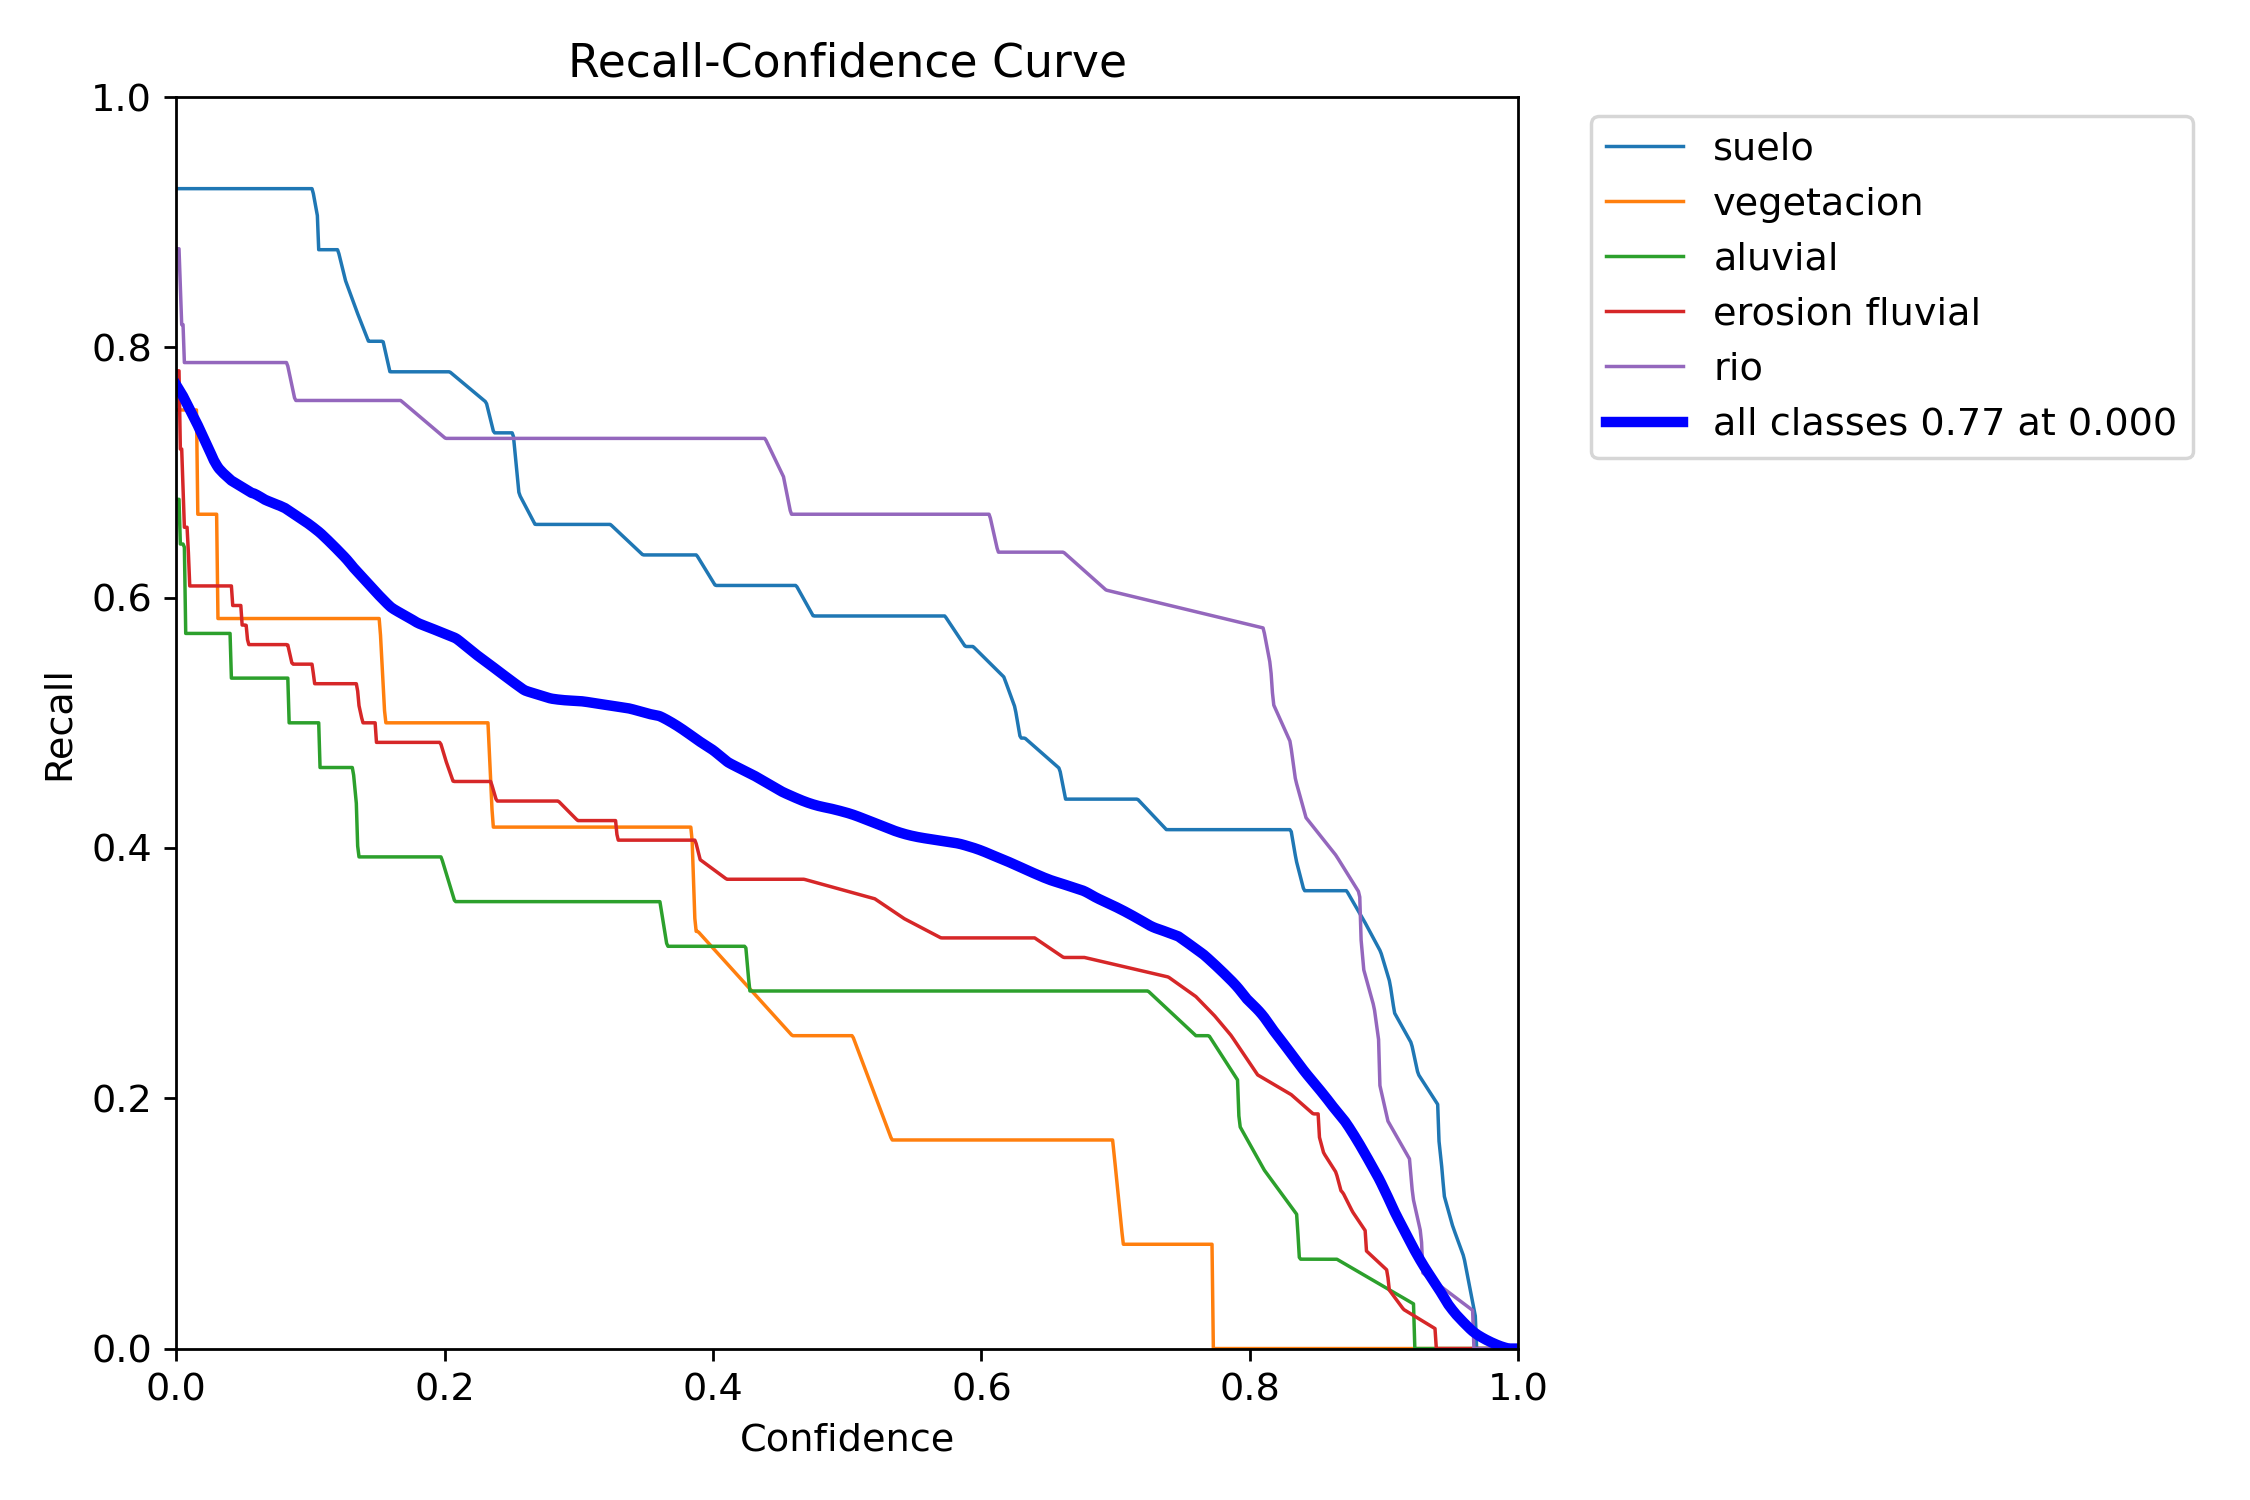 Recall-Confidence Curve
1.0
0.8
0.6
0.4
0.2
0.0
Recall
0.0 0.2 0.4 0.6 0.8 1.0
Confidence
suelo
vegetacion
aluvial
erosion fluvial
rio
all classes 0.77 at 0.000